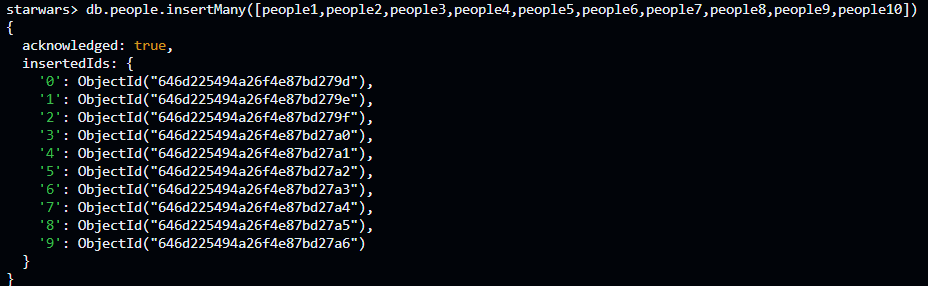 starwars> db.people.insertMany([people1,people2,people3,people4,people5,people6,people7,people8,people9,people10])
{
  acknowledged: true,
  insertedIds: {
    '0': ObjectId("646d225494a26f4e87bd279d"),
    '1': ObjectId("646d225494a26f4e87bd279e"),
    '2': ObjectId("646d225494a26f4e87bd279f"),
    '3': ObjectId("646d225494a26f4e87bd27a0"),
    '4': ObjectId("646d225494a26f4e87bd27a1"),
    '5': ObjectId("646d225494a26f4e87bd27a2"),
    '6': ObjectId("646d225494a26f4e87bd27a3"),
    '7': ObjectId("646d225494a26f4e87bd27a4"),
    '8': ObjectId("646d225494a26f4e87bd27a5"),
    '9': ObjectId("646d225494a26f4e87bd27a6")
  }
}